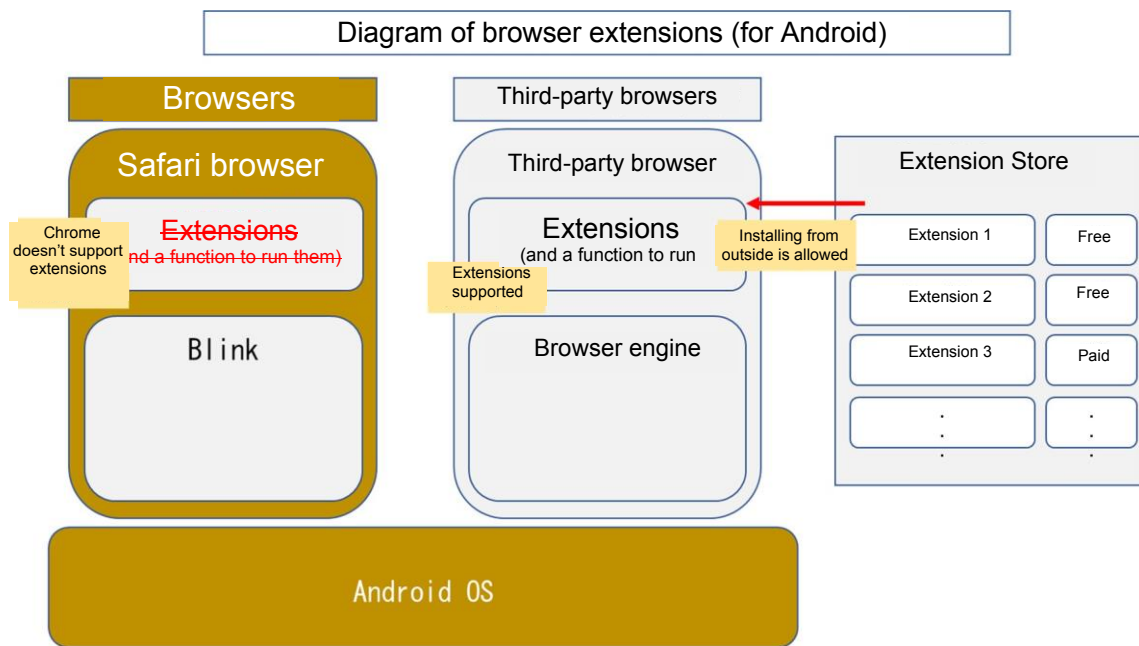 Diagram of browser extensions (for Android)
Browsers
Safari browser
Extensions
nd a function to run them)
Chrome
doesn't support
extensions
Blink
Third-party browsers
Third-party browser
Extensions
(and a function to run
Extensions
supported
Browser engine
Installing from
outside is allowed
Extension Store
Extension 1
Free
Extension 2
Free
Extension 3
Paid
.
.
.
.
.
.
Android OS